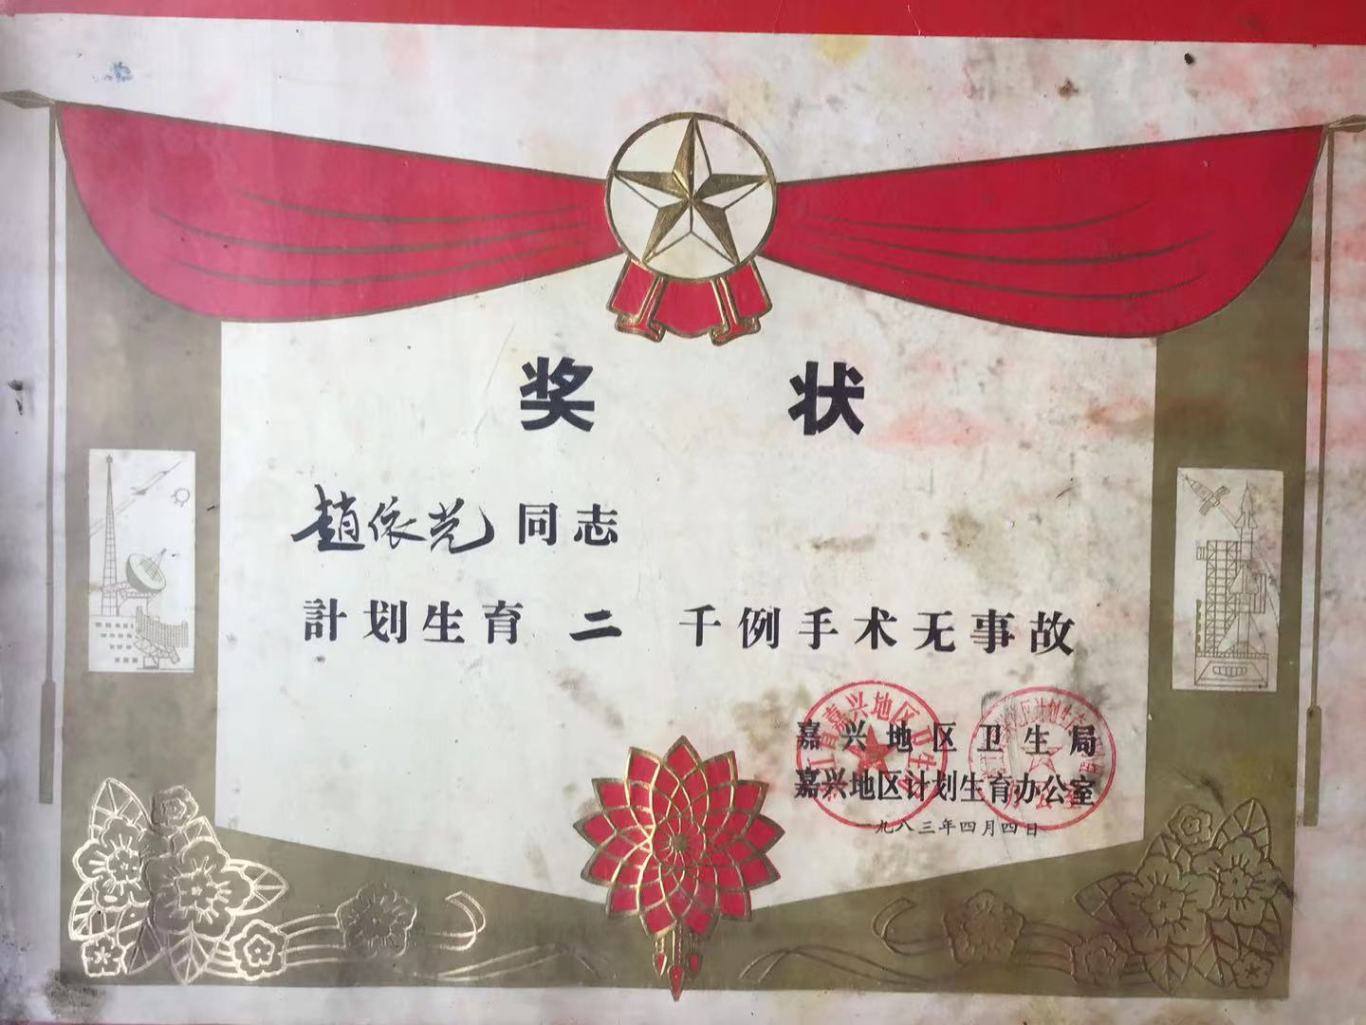 奖状
趙依芫同志
計划生育二千例手术无事故
嘉兴地区卫生局
嘉兴地区计划生育办公室
一九八三年四月四日